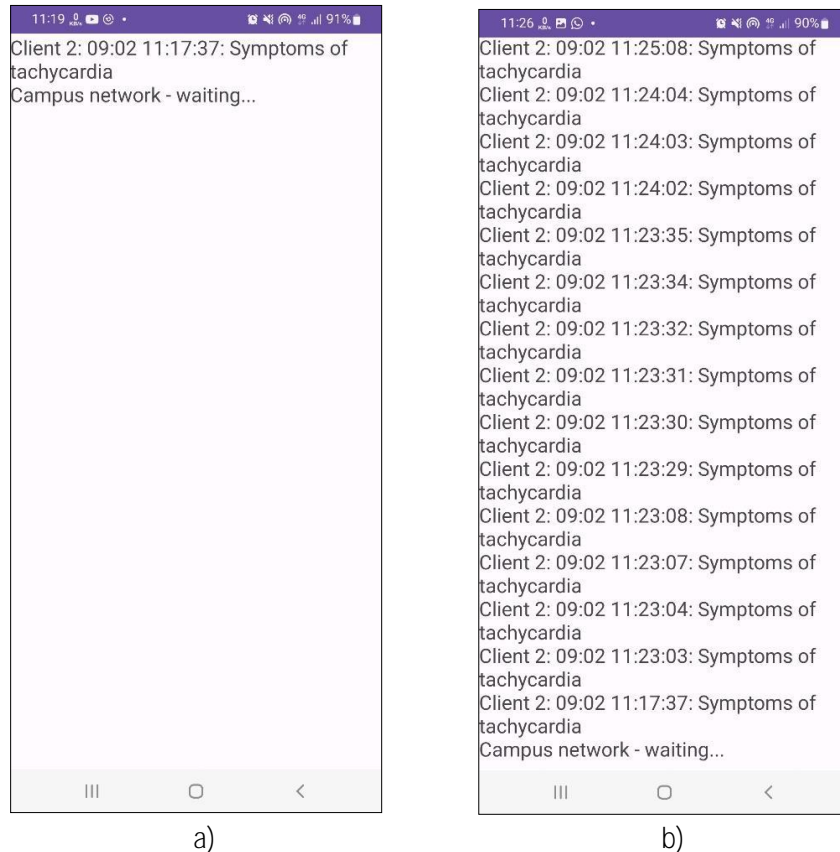 11:19 0 KB/s 91%
Client 2: 09:02 11:17:37: Symptoms of
tachycardia
Campus network - waiting...
a)
11:26 0 KB/s 90%
Client 2: 09:02 11:25:08: Symptoms of
tachycardia
Client 2: 09:02 11:24:04: Symptoms of
tachycardia
Client 2: 09:02 11:24:03: Symptoms of
tachycardia
Client 2: 09:02 11:24:02: Symptoms of
tachycardia
Client 2: 09:02 11:23:35: Symptoms of
tachycardia
Client 2: 09:02 11:23:34: Symptoms of
tachycardia
Client 2: 09:02 11:23:32: Symptoms of
tachycardia
Client 2: 09:02 11:23:31: Symptoms of
tachycardia
Client 2: 09:02 11:23:30: Symptoms of
tachycardia
Client 2: 09:02 11:23:29: Symptoms of
tachycardia
Client 2: 09:02 11:23:08: Symptoms of
tachycardia
Client 2: 09:02 11:23:07: Symptoms of
tachycardia
Client 2: 09:02 11:23:04: Symptoms of
tachycardia
Client 2: 09:02 11:23:03: Symptoms of
tachycardia
Client 2: 09:02 11:17:37: Symptoms of
tachycardia
Campus network - waiting...
b)